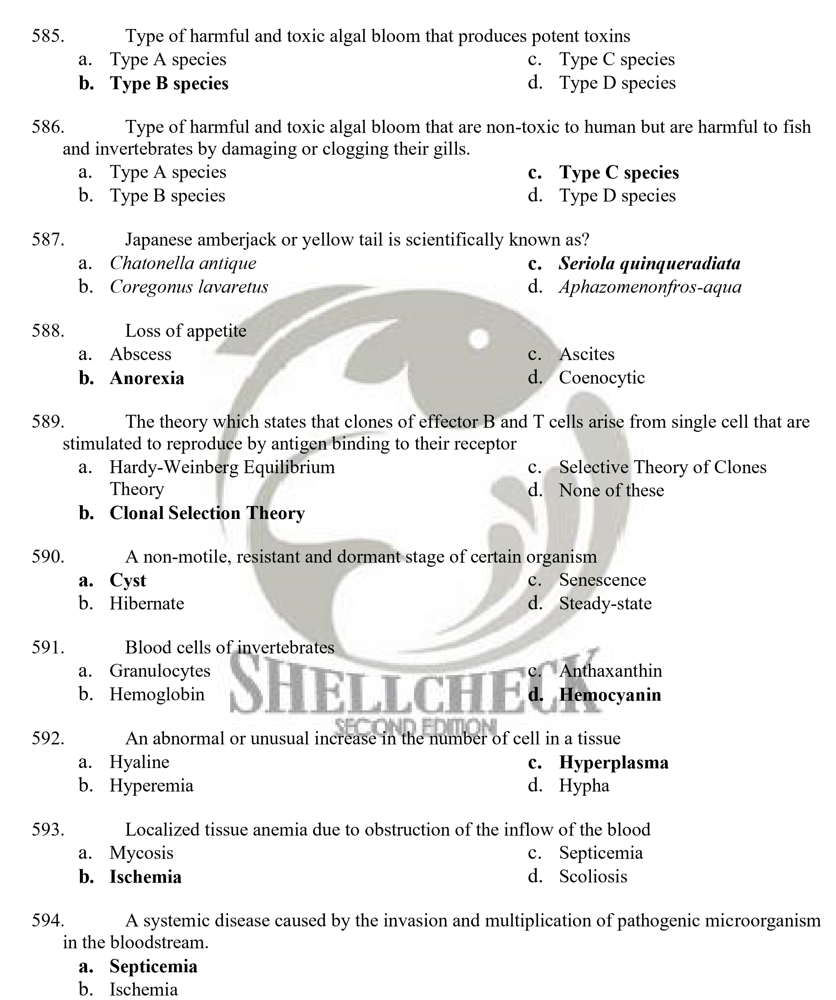 585. Type of harmful and toxic algal bloom that produces potent toxins
a. Type A species
b. Type B species
c. Type C species
d. Type D species
586. Type of harmful and toxic algal bloom that are non-toxic to human but are harmful to fish
and invertebrates by damaging or clogging their gills.
a. Type A species
b. Type B species
c. Type C species
d. Type D species
587. Japanese amberjack or yellow tail is scientifically known as?
a. Chatonella antique
b. Coregonus lavaretus
c. Seriola quinqueradiata
d. Aphazomenonfros-aqua
588. Loss of appetite
a. Abscess
b. Anorexia
c. Ascites
d. Coenocytic
589. The theory which states that clones of effector B and T cells arise from single cell that are
stimulated to reproduce by antigen binding to their receptor
a. Hardy-Weinberg Equilibrium
Theory
b. Clonal Selection Theory
c. Selective Theory of Clones
d. None of these
590. A non-motile, resistant and dormant stage of certain organism
a. Cyst
b. Hibernate
c. Senescence
d. Steady-state
591. Blood cells of invertebrates
a. Granulocytes
b. Hemoglobin
c. Anthaxanthin
d. Hemocyanin
SHELLCHECK
SECOND EDITION
592. An abnormal or unusual increase in the number of cell in a tissue
a. Hyaline
b. Hyperemia
c. Hyperplasma
d. Hypha
593. Localized tissue anemia due to obstruction of the inflow of the blood
a. Mycosis
b. Ischemia
c. Septicemia
d. Scoliosis
594. A systemic disease caused by the invasion and multiplication of pathogenic microorganism
in the bloodstream.
a. Septicemia
b. Ischemia